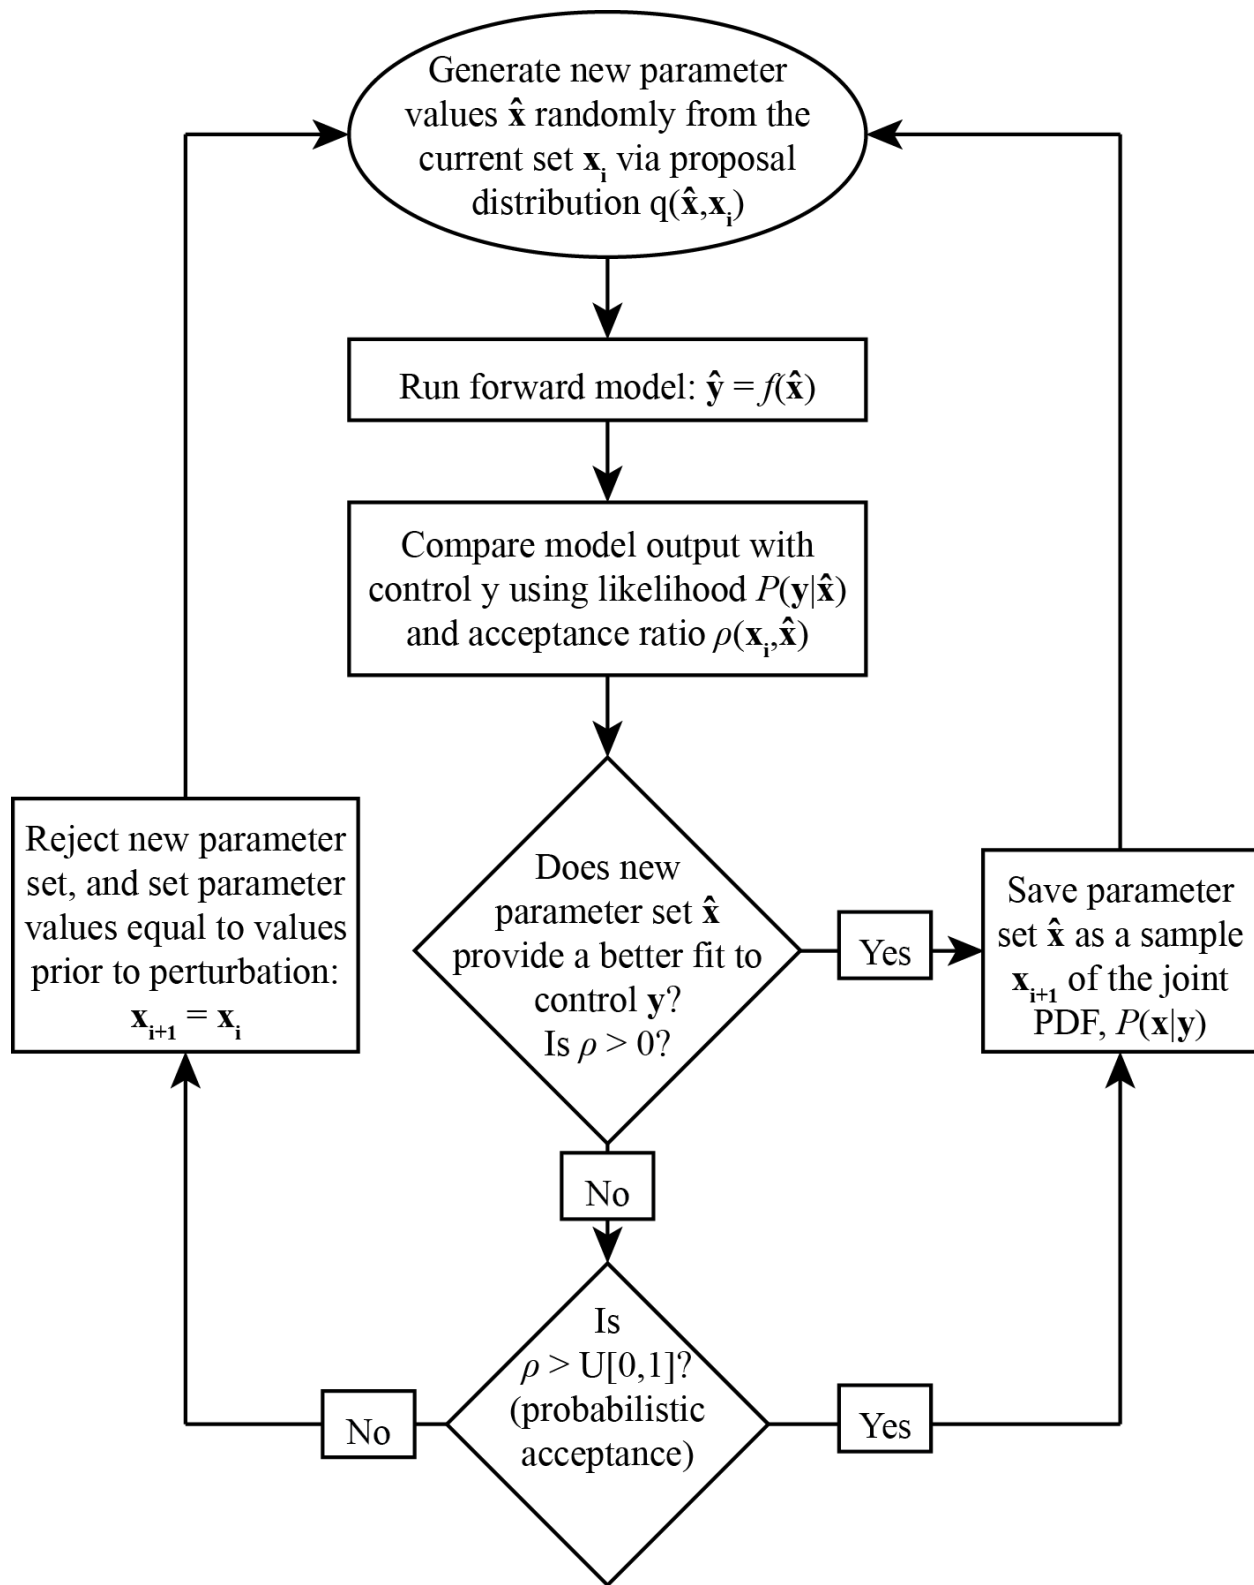 Generate new parameter
values x̂ randomly from the
current set xᵢ via proposal
distribution q(x̂,xᵢ)
Run forward model: ŷ = f(x̂)
Compare model output with
control y using likelihood P(y|x̂)
and acceptance ratio ρ(xᵢ,x̂)
Does new
parameter set x̂
provide a better fit to
control y?
Is ρ > 0?
Yes
Save parameter
set x̂ as a sample
xᵢ₊₁ of the joint
PDF, P(x|y)
No
Is
ρ > U[0,1]?
(probabilistic
acceptance)
Yes
No
Reject new parameter
set, and set parameter
values equal to values
prior to perturbation:
xᵢ₊₁ = xᵢ